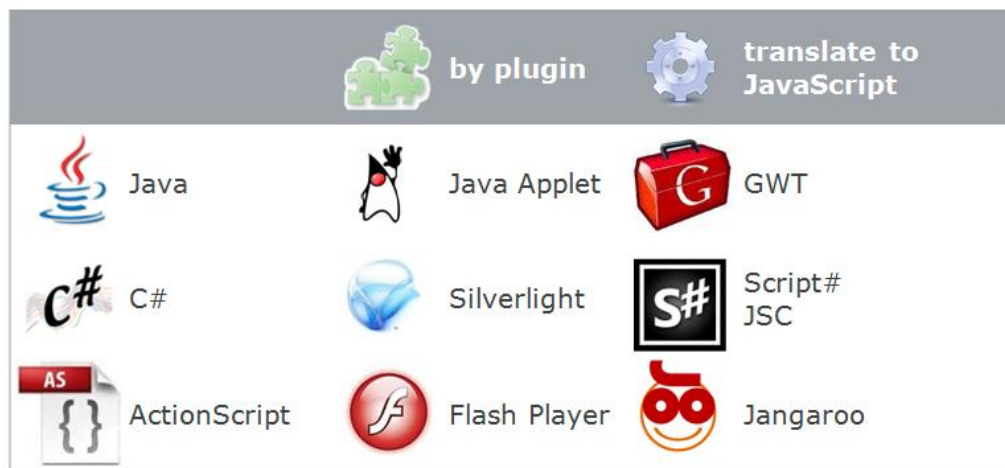 by plugin
translate to
JavaScript
Java
Java Applet
G
GWT
C#
C#
Silverlight
S#
Script#
JSC
AS
{}
ActionScript
f
Flash Player
Jangaroo